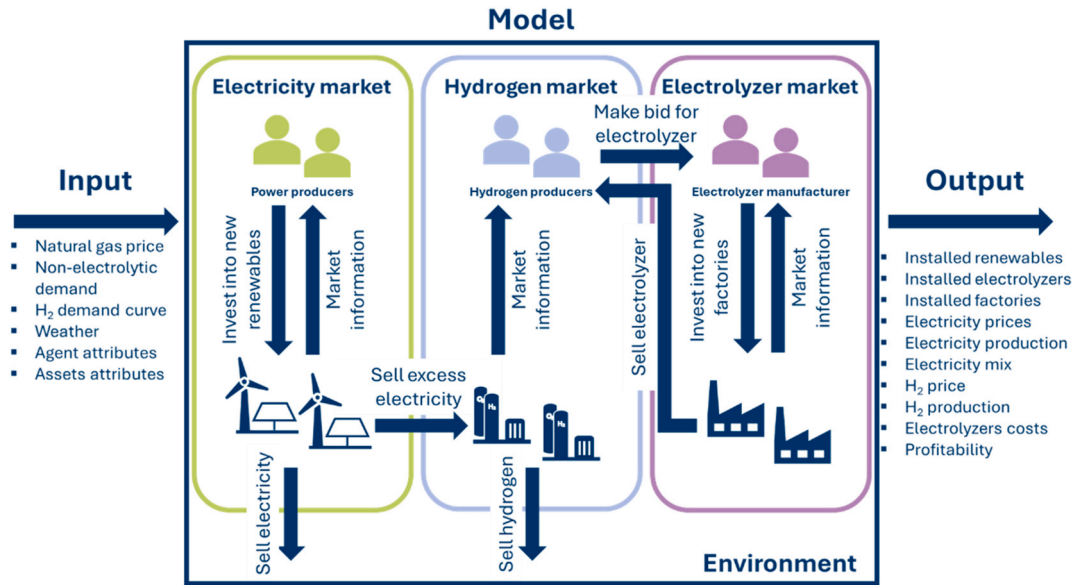 Model
Input
Natural gas price
Non-electrolytic
demand
H₂ demand curve
Weather
Agent attributes
Assets attributes
Electricity market
Power producers
Invest into new
renewables
Market
information
Sell excess
electricity
Sell electricity
Hydrogen market
Make bid for
electrolyzer
Hydrogen producers
Market
information
H₂
Sell hydrogen
Sell electrolyzer
Electrolyzer market
Electrolyzer manufacturer
Invest into new
factories
Market
information
Environment
Output
Installed renewables
Installed electrolyzers
Installed factories
Electricity prices
Electricity production
Electricity mix
H₂ price
H₂ production
Electrolyzers costs
Profitability